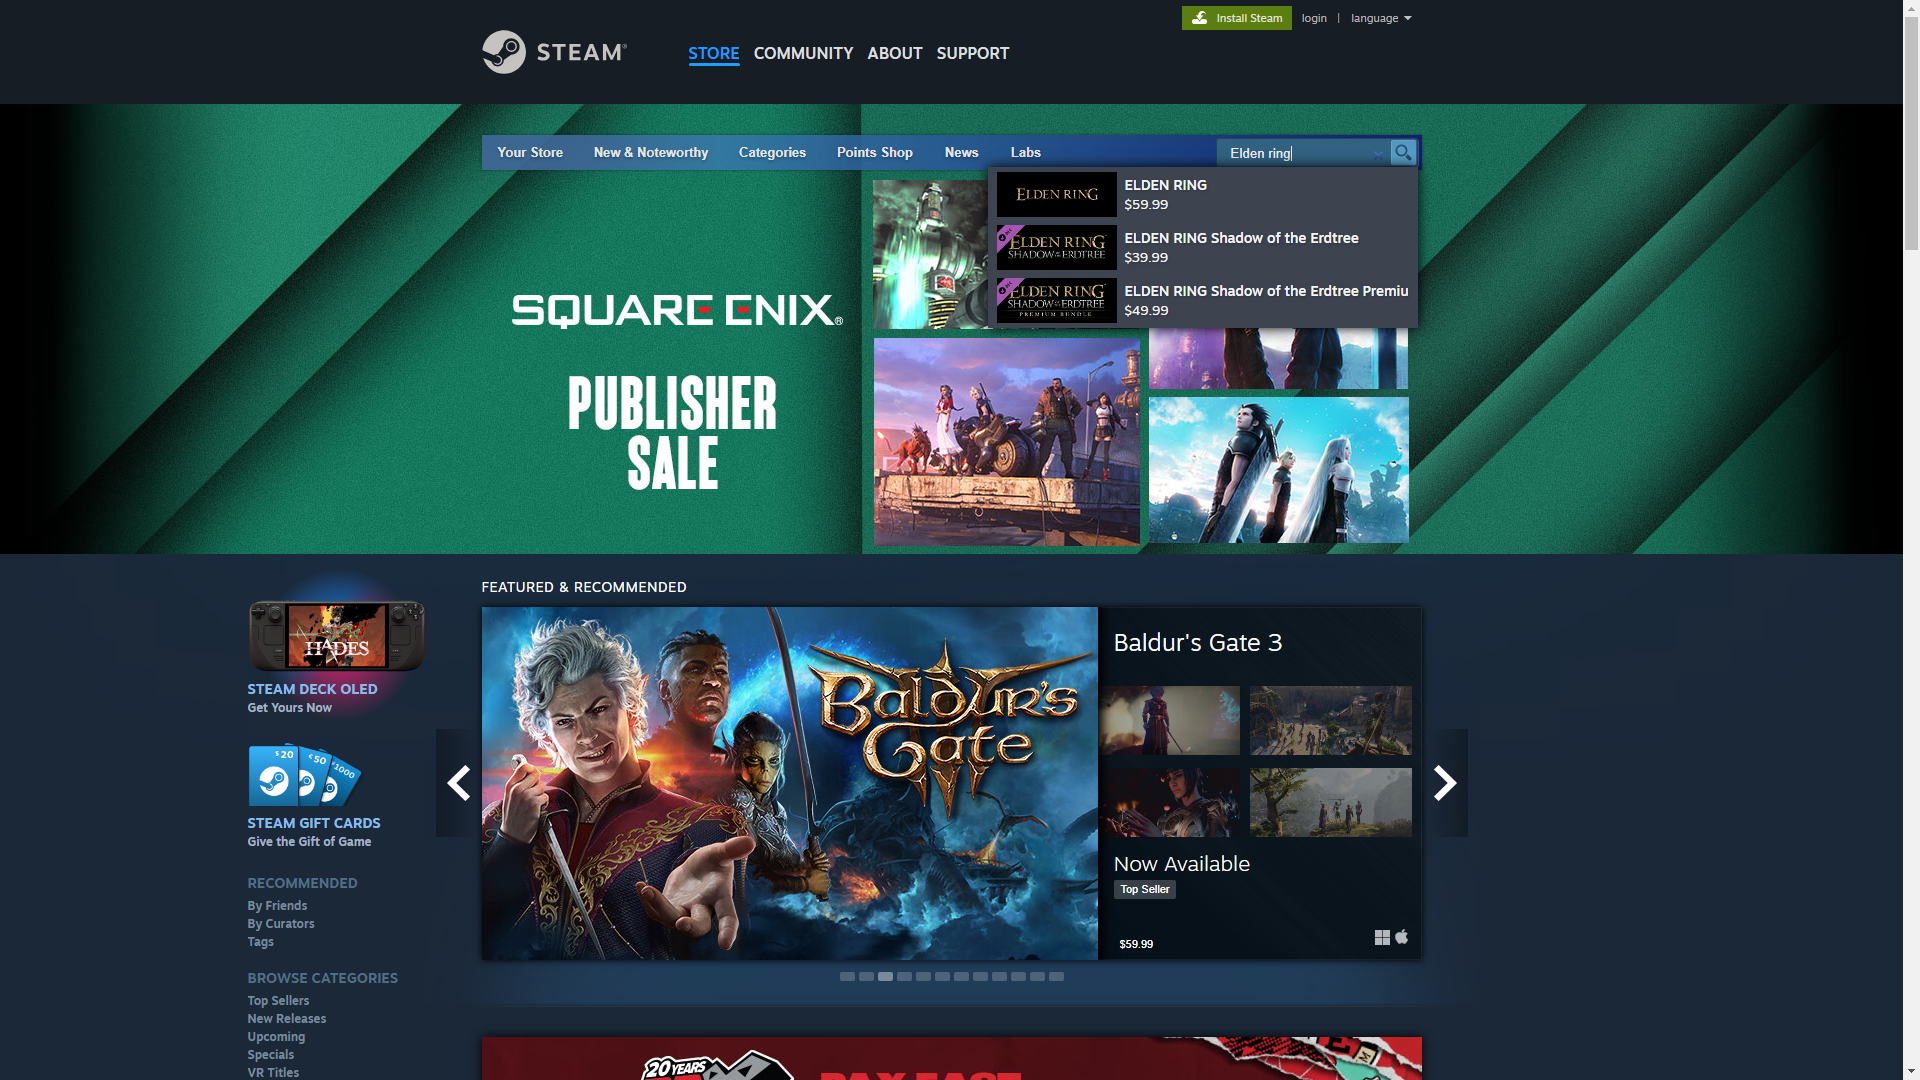 Install Steam
login | language
STEAM®
STORE COMMUNITY ABOUT SUPPORT
Your Store New & Noteworthy Categories Points Shop News Labs
Elden ring
ELDEN RING
ELDEN RING
$59.99
ELDEN RING
SHADOW OF THE ERDTREE
ELDEN RING Shadow of the Erdtree
$39.99
ELDEN RING
SHADOW OF THE ERDTREE
PREMIUM BUNDLE
ELDEN RING Shadow of the Erdtree Premiu
$49.99
SQUARE ENIX®
PUBLISHER
SALE
FEATURED & RECOMMENDED
HADES
STEAM DECK OLED
Get Yours Now
$20
€50
1000
STEAM GIFT CARDS
Give the Gift of Game
RECOMMENDED
By Friends
By Curators
Tags
BROWSE CATEGORIES
Top Sellers
New Releases
Upcoming
Specials
VR Titles
BALDUR'S
GATE
Baldur's Gate 3
Now Available
Top Seller
$59.99
20 YEARS
PAX EAST